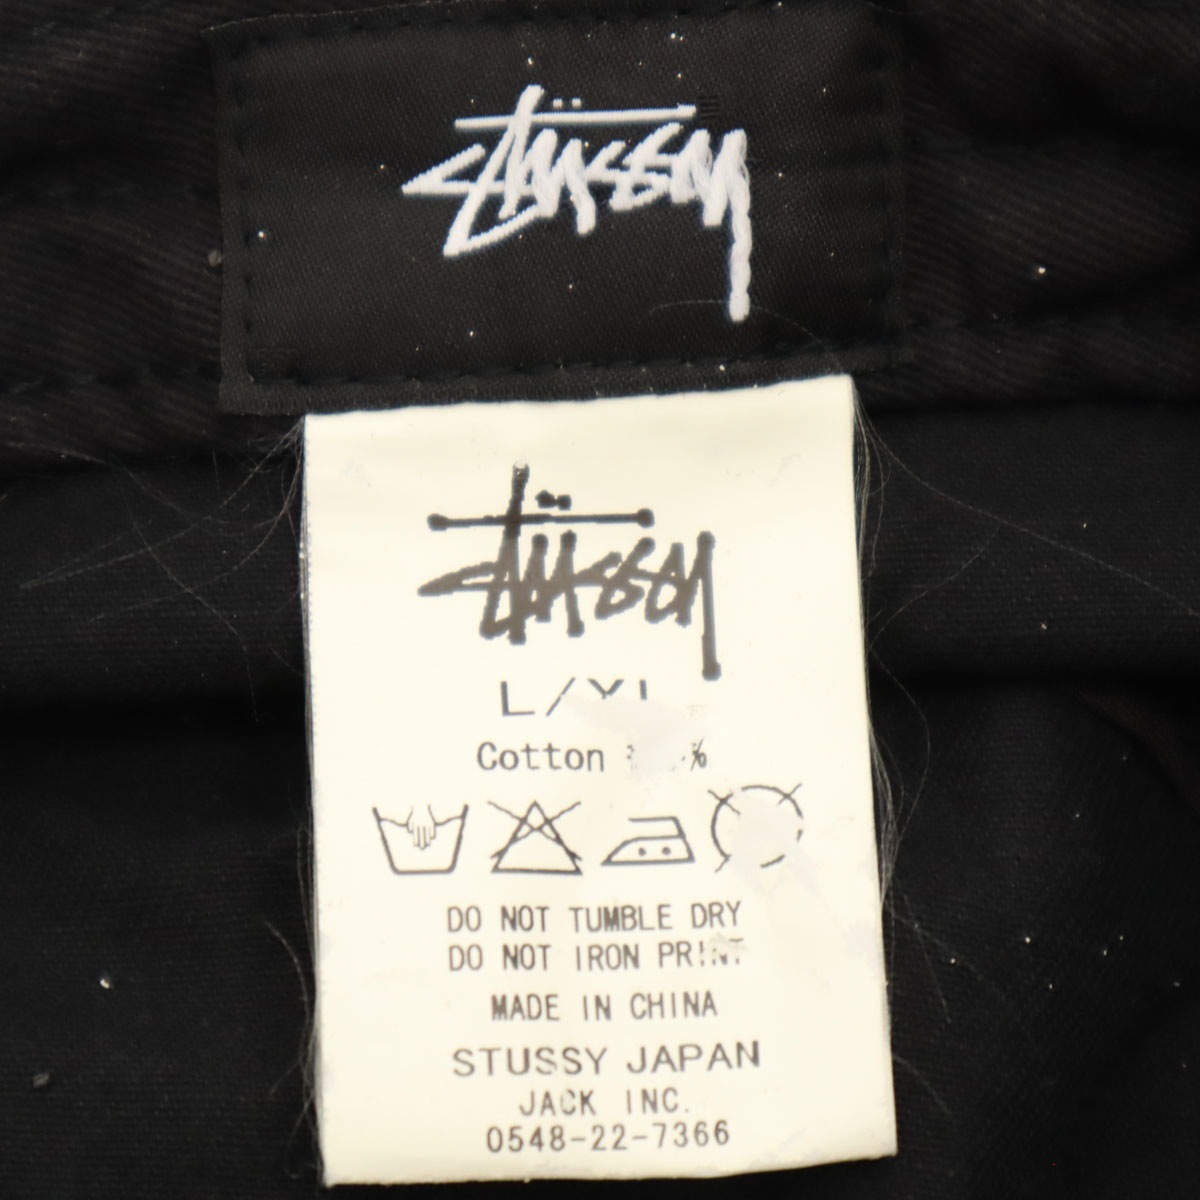 Stüssy
Stüssy
L/XL
Cotton %
DO NOT TUMBLE DRY
DO NOT IRON PRINT
MADE IN CHINA
STUSSY JAPAN
JACK INC.
0548-22-7366